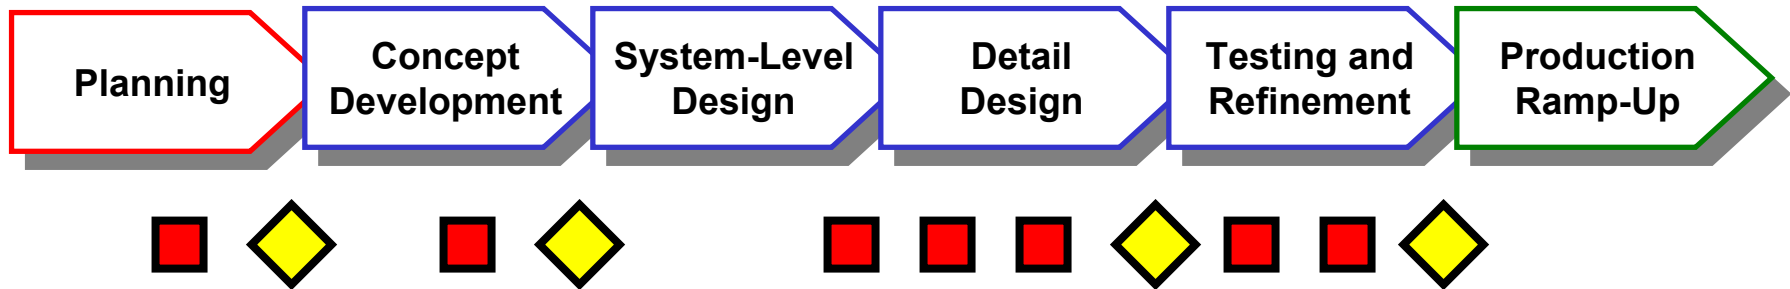 Planning
Concept
Development
System-Level
Design
Detail
Design
Testing and
Refinement
Production
Ramp-Up